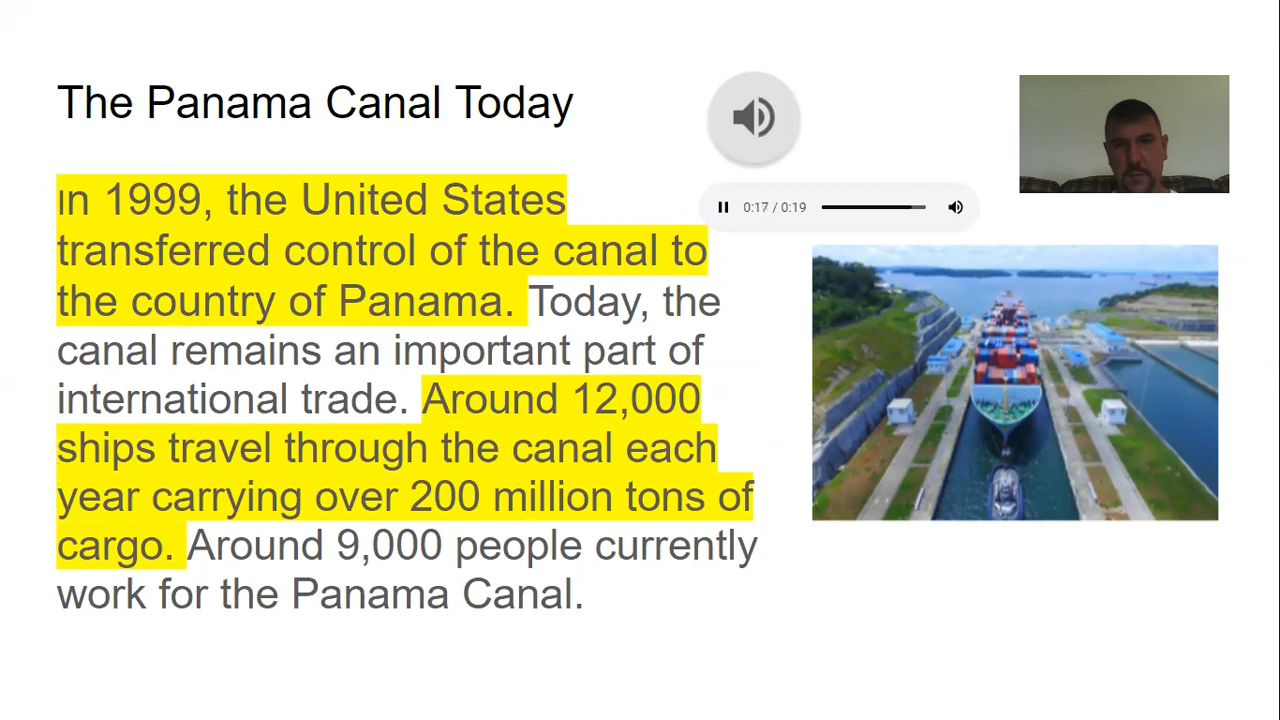 The Panama Canal Today
In 1999, the United States
transferred control of the canal to
the country of Panama. Today, the
canal remains an important part of
international trade. Around 12,000
ships travel through the canal each
year carrying over 200 million tons of
cargo. Around 9,000 people currently
work for the Panama Canal.
0:17 / 0:19